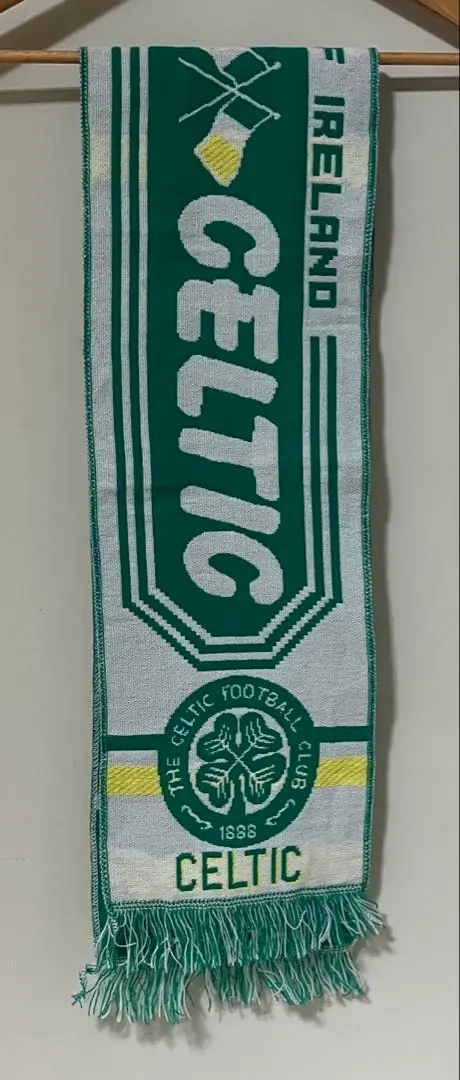 F IRELAND
CELTIC
THE CELTIC FOOTBALL CLUB
1888
CELTIC